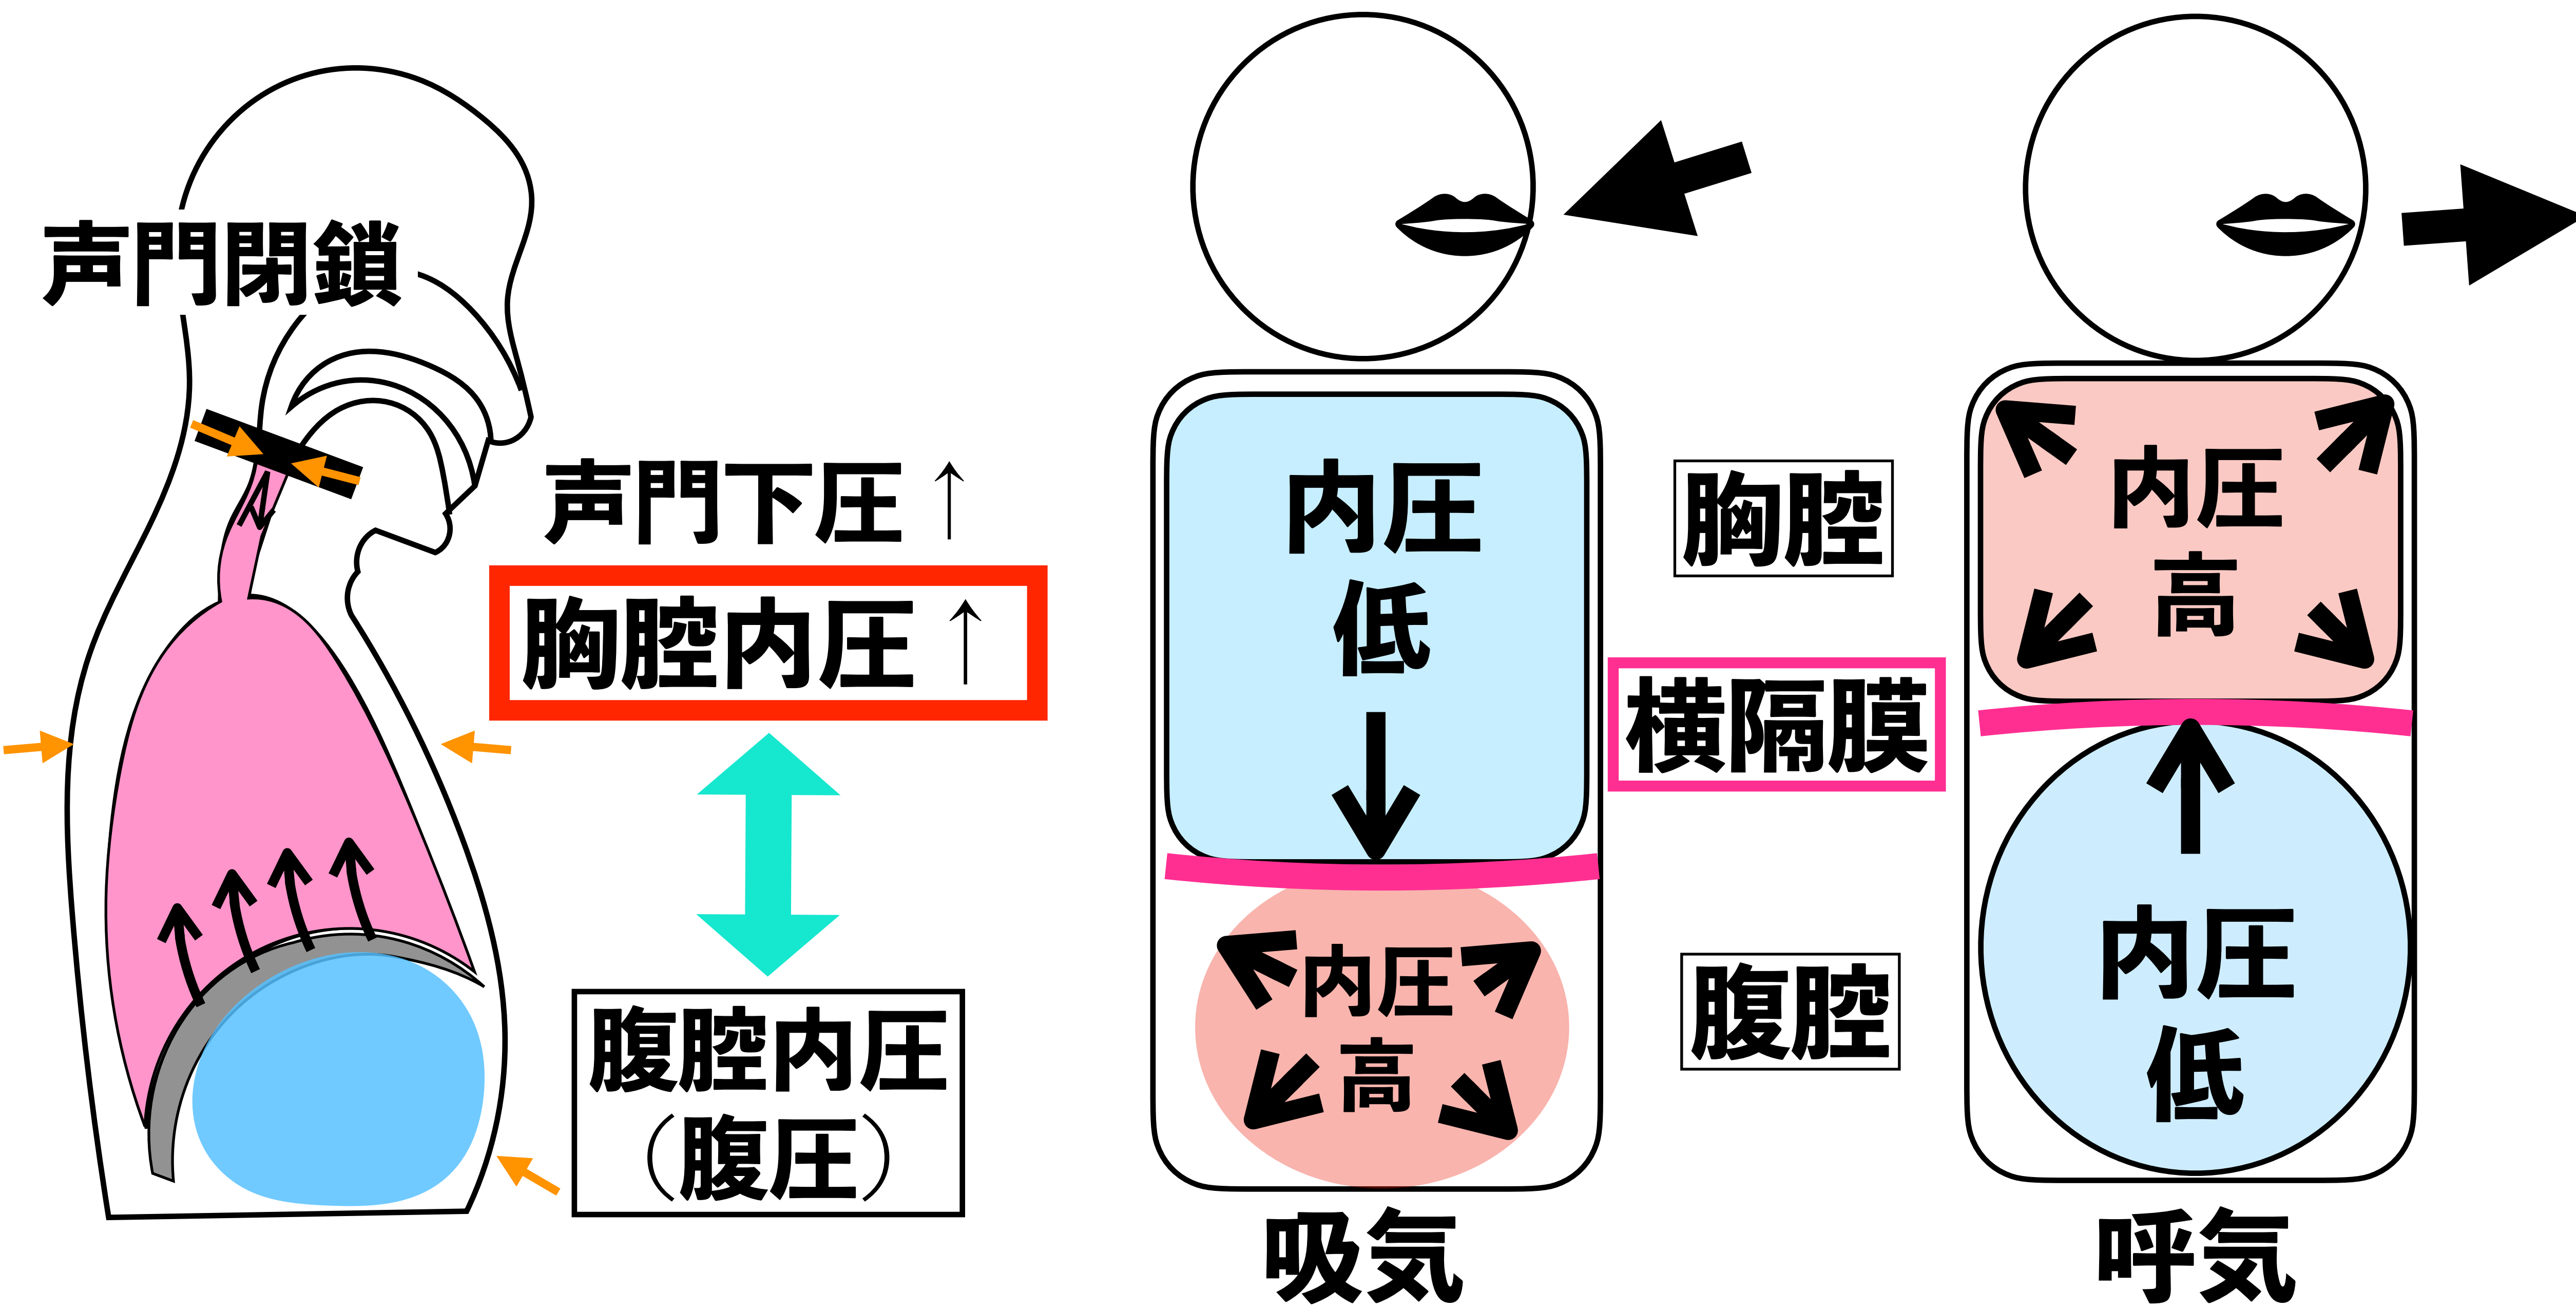 声門閉鎖
声門下圧↑
胸腔内圧↑
腹腔内圧
（腹圧）
内圧
低
内圧
高
吸気
胸腔
横隔膜
腹腔
内圧
高
内圧
低
呼気